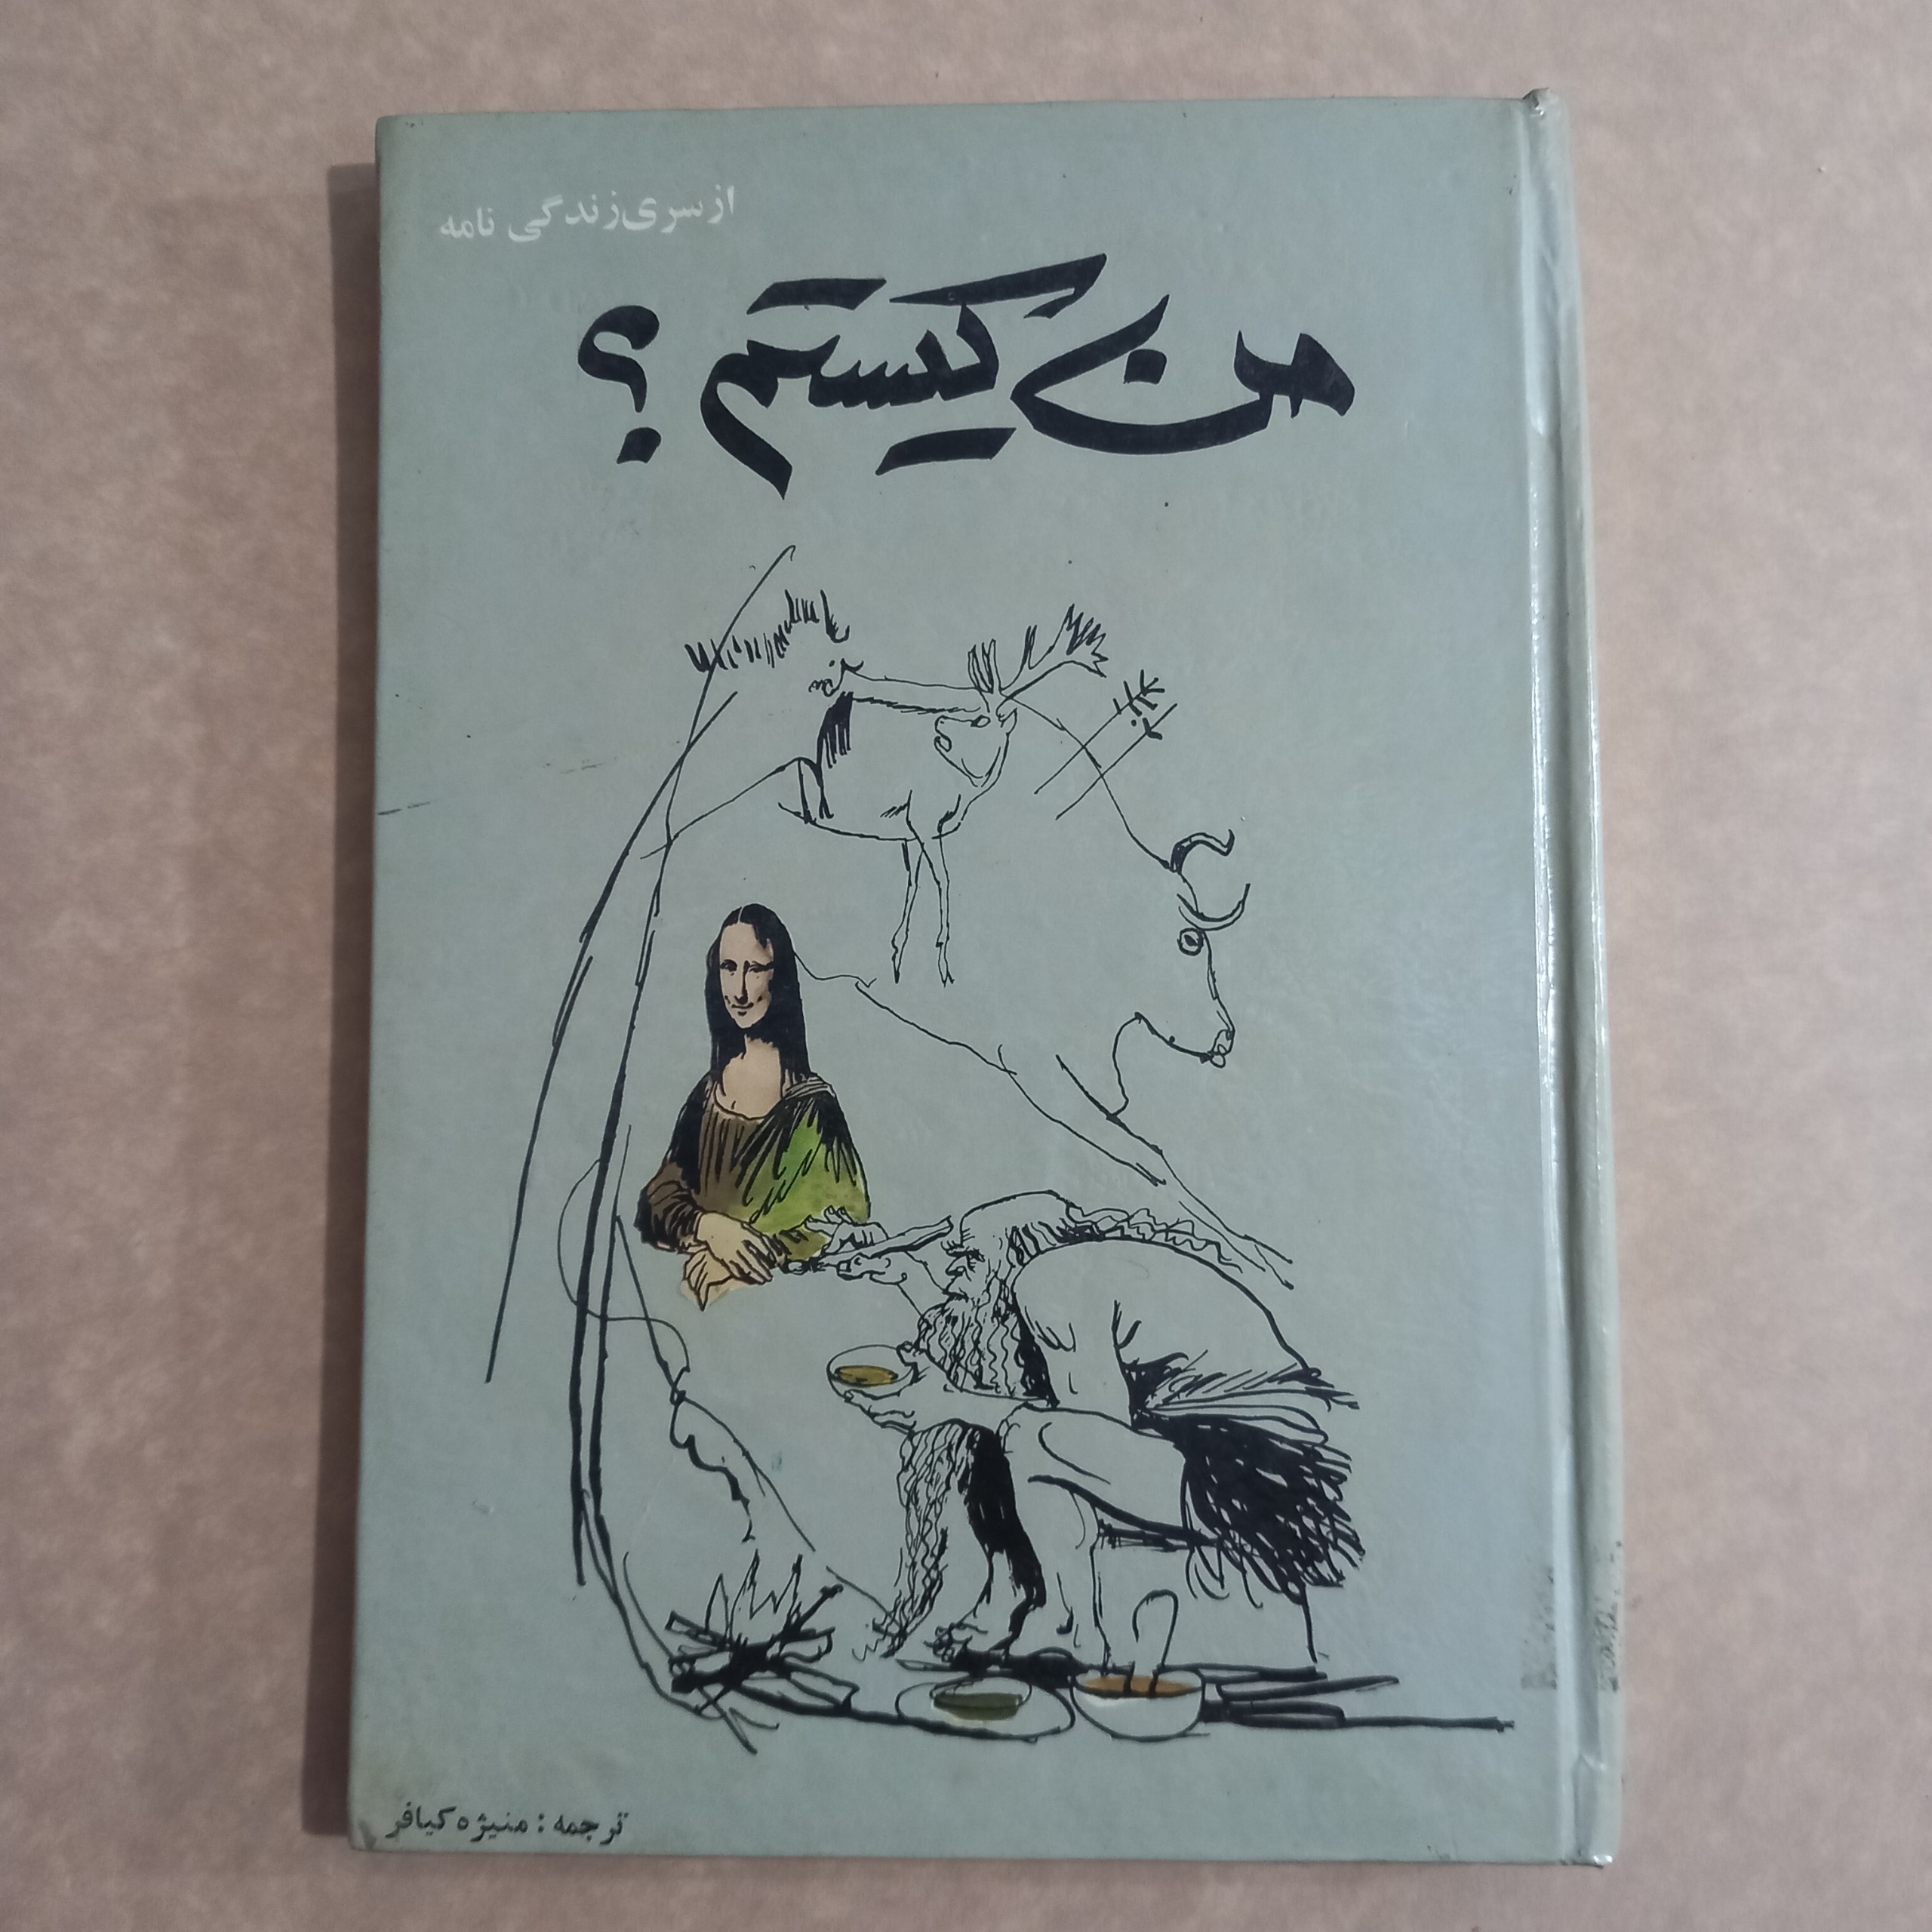 از سری زندگی نامه
من کیستم ؟
ترجمه : منیژه کیافر